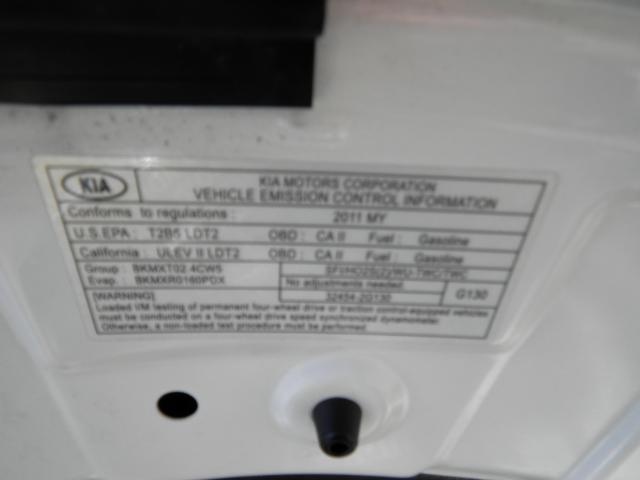 KIA
KIA MOTORS CORPORATION
VEHICLE EMISSION CONTROL INFORMATION
Conforms to regulations : 2011 MY
U.S.EPA : T2B5 LDT2 OBD : CA II Fuel : Gasoline
California : ULEV II LDT2 OBD : CA II Fuel : Gasoline
Group : BKMXT02.4CW5
Evap. : BKMXR0160PDX
No adjustments needed.
32454-2G130
G130
[WARNING]
Loaded I/M testing of permanent four-wheel drive or traction control-equipped vehicles
must be conducted on a four-wheel drive speed synchronized dynamometer.
Otherwise, a non-loaded test procedure must be performed.